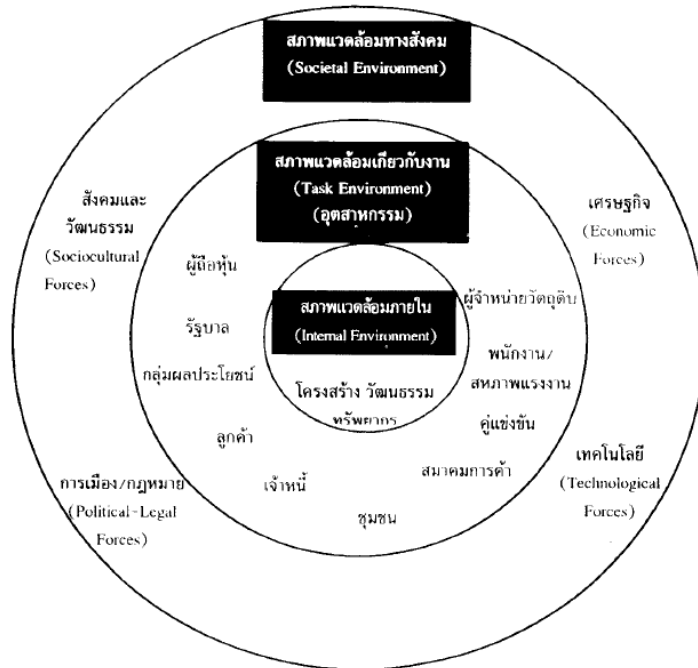 สภาพแวดล้อมทางสังคม
(Societal Environment)
สภาพแวดล้อมเกี่ยวกับงาน
(Task Environment)
(อุตสาหกรรม)
สังคมและ
วัฒนธรรม
(Sociocultural
Forces)
เศรษฐกิจ
(Economic
Forces)
ผู้ถือหุ้น
รัฐบาล
กลุ่มผลประโยชน์
ลูกค้า
เจ้าหนี้
ชุมชน
สมาคมการค้า
คู่แข่งขัน
พนักงาน/
สหภาพแรงงาน
ผู้จำหน่ายวัตถุดิบ
สภาพแวดล้อมภายใน
(Internal Environment)
โครงสร้าง วัฒนธรรม
ทรัพยากร
การเมือง/กฎหมาย
(Political-Legal
Forces)
เทคโนโลยี
(Technological
Forces)